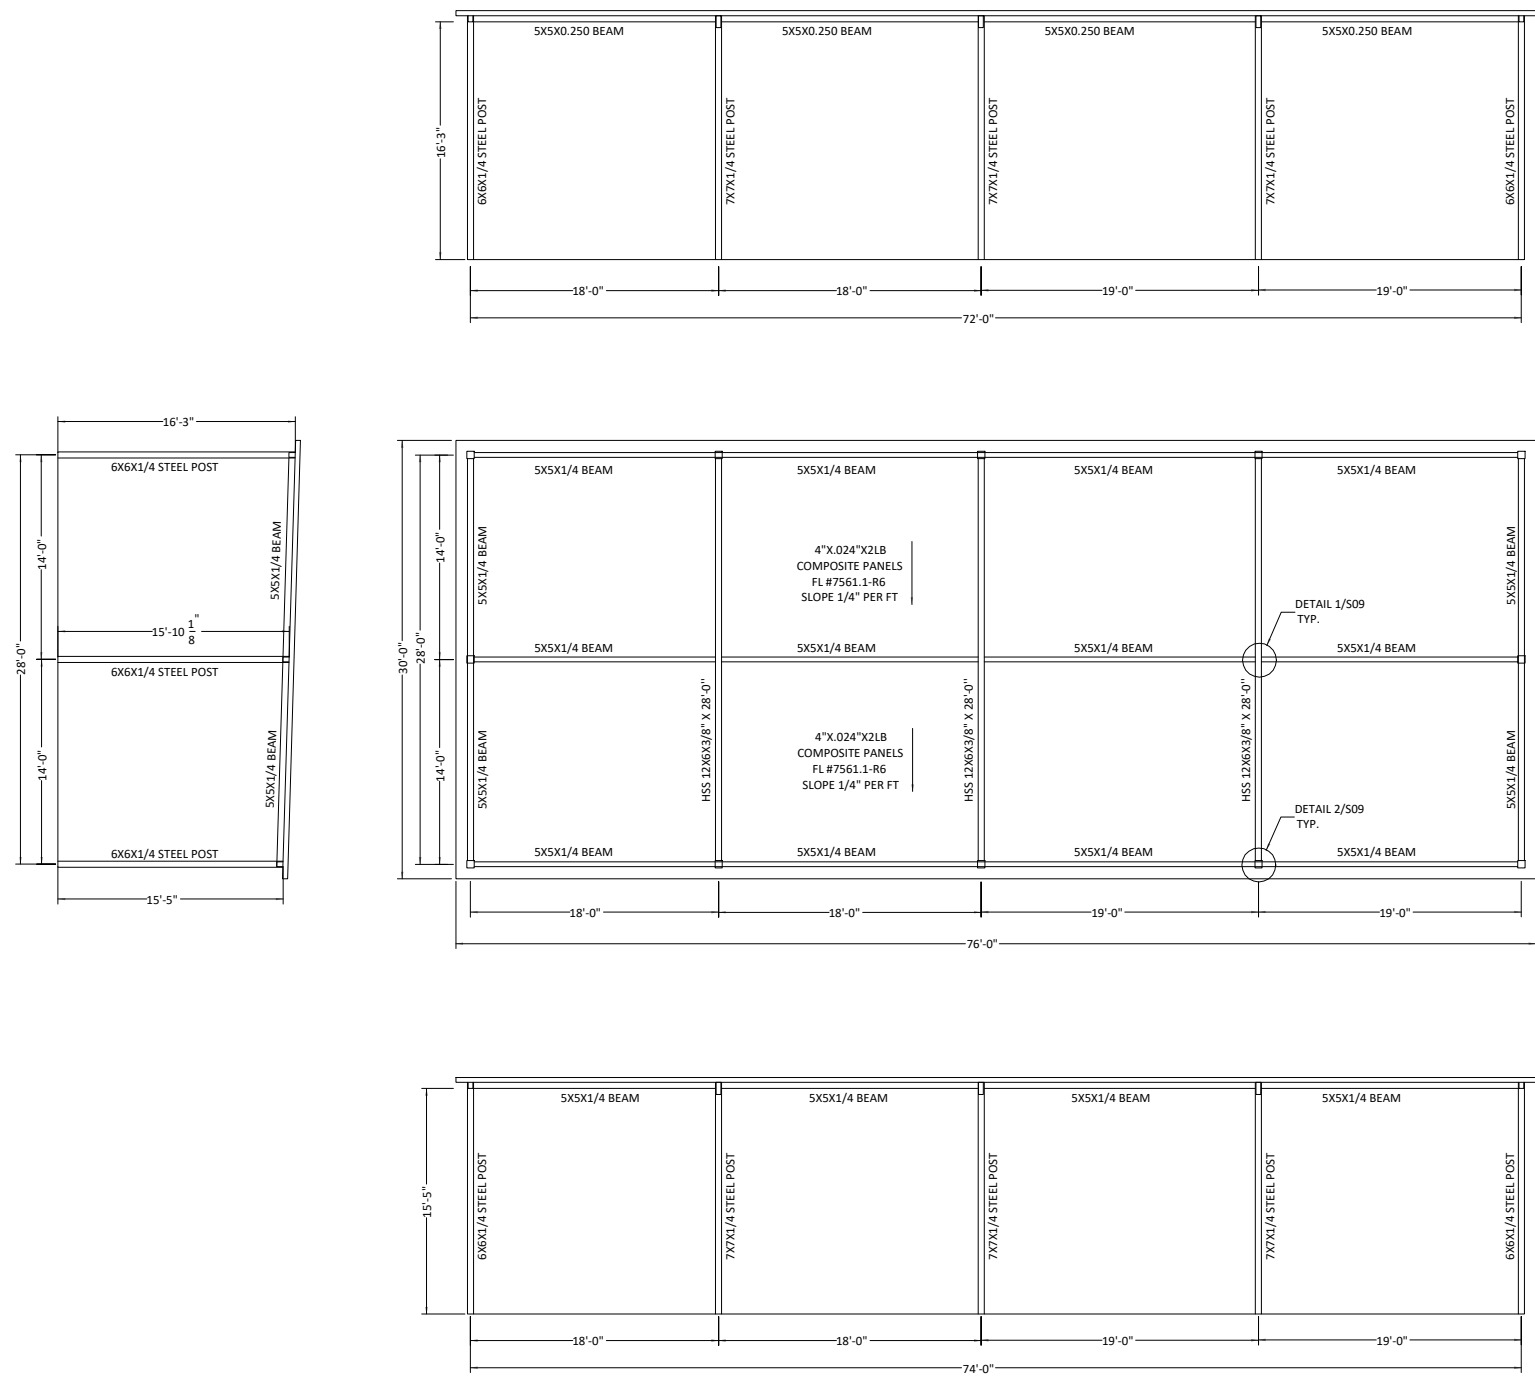 5X5X0.250 BEAM
5X5X0.250 BEAM
5X5X0.250 BEAM
5X5X0.250 BEAM
16'-3"
6X6X1/4 STEEL POST
7X7X1/4 STEEL POST
7X7X1/4 STEEL POST
7X7X1/4 STEEL POST
6X6X1/4 STEEL POST
18'-0"
18'-0"
19'-0"
19'-0"
72'-0"
16'-3"
6X6X1/4 STEEL POST
5X5X1/4 BEAM
14'-0"
28'-0"
15'-10 1/8"
6X6X1/4 STEEL POST
14'-0"
5X5X1/4 BEAM
6X6X1/4 STEEL POST
15'-5"
5X5X1/4 BEAM
5X5X1/4 BEAM
5X5X1/4 BEAM
5X5X1/4 BEAM
14'-0"
28'-0"
30'-0"
5X5X1/4 BEAM
4"X.024"X2LB
COMPOSITE PANELS
FL #7561.1-R6
SLOPE 1/4" PER FT
5X5X1/4 BEAM
DETAIL 1/S09
TYP.
5X5X1/4 BEAM
5X5X1/4 BEAM
5X5X1/4 BEAM
5X5X1/4 BEAM
14'-0"
5X5X1/4 BEAM
HSS 12X6X3/8" X 28'-0"
4"X.024"X2LB
COMPOSITE PANELS
FL #7561.1-R6
SLOPE 1/4" PER FT
HSS 12X6X3/8" X 28'-0"
HSS 12X6X3/8" X 28'-0"
5X5X1/4 BEAM
DETAIL 2/S09
TYP.
5X5X1/4 BEAM
5X5X1/4 BEAM
5X5X1/4 BEAM
5X5X1/4 BEAM
18'-0"
18'-0"
19'-0"
19'-0"
76'-0"
5X5X1/4 BEAM
5X5X1/4 BEAM
5X5X1/4 BEAM
5X5X1/4 BEAM
15'-5"
6X6X1/4 STEEL POST
7X7X1/4 STEEL POST
7X7X1/4 STEEL POST
7X7X1/4 STEEL POST
6X6X1/4 STEEL POST
18'-0"
18'-0"
19'-0"
19'-0"
74'-0"